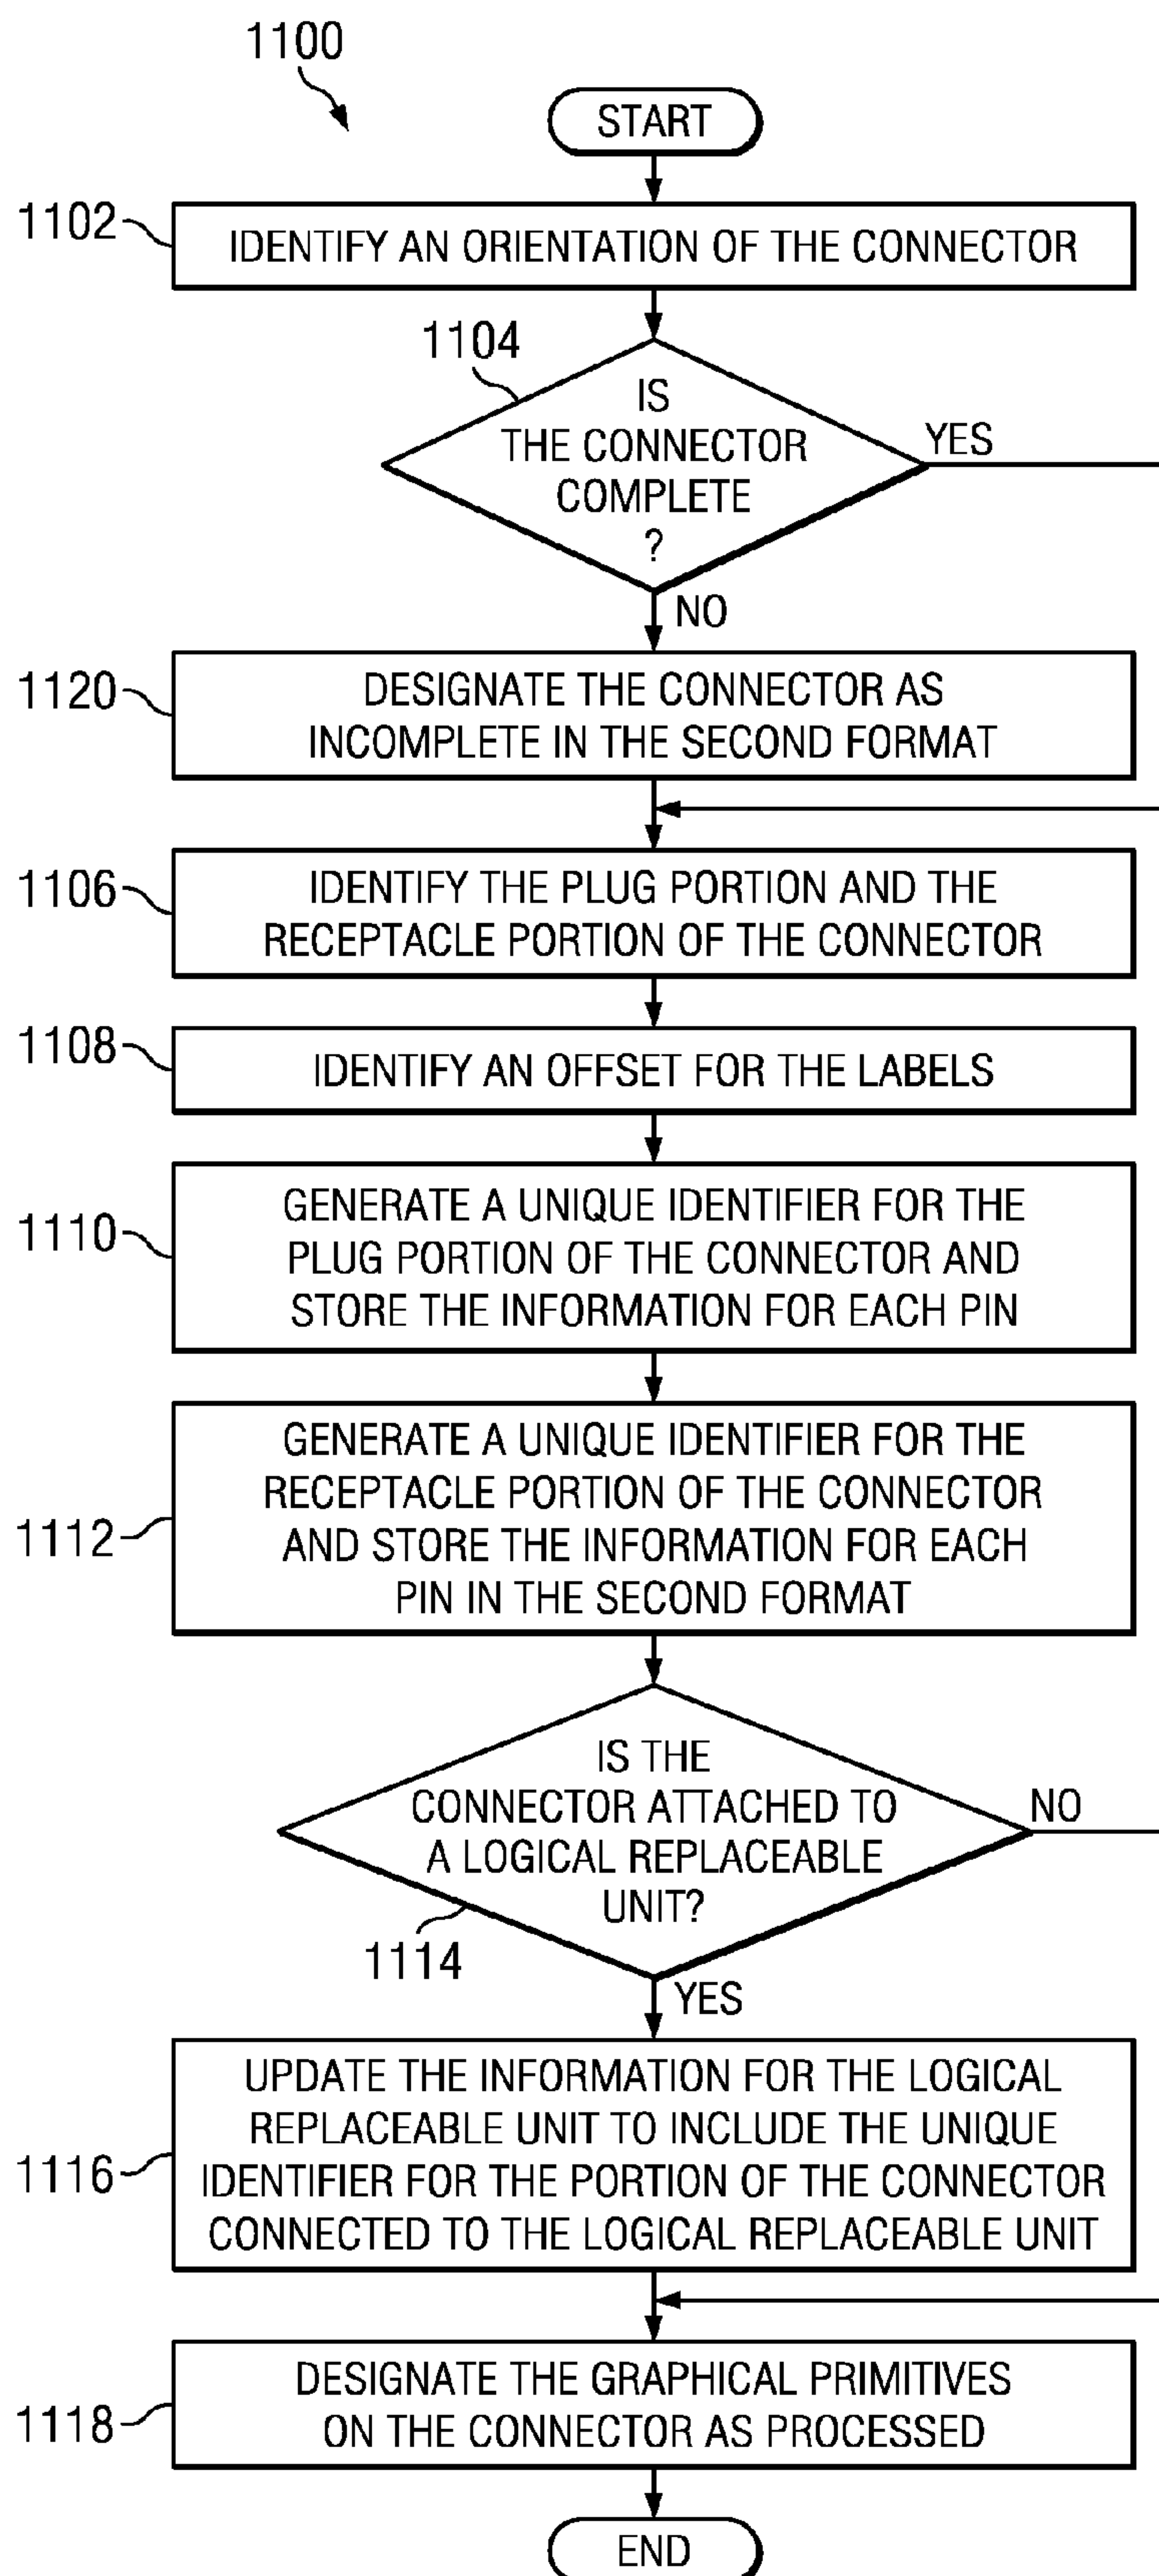 1100
START
1102
IDENTIFY AN ORIENTATION OF THE CONNECTOR
1104
IS
THE CONNECTOR
COMPLETE
?
YES
NO
1120
DESIGNATE THE CONNECTOR AS
INCOMPLETE IN THE SECOND FORMAT
1106
IDENTIFY THE PLUG PORTION AND THE
RECEPTACLE PORTION OF THE CONNECTOR
1108
IDENTIFY AN OFFSET FOR THE LABELS
1110
GENERATE A UNIQUE IDENTIFIER FOR THE
PLUG PORTION OF THE CONNECTOR AND
STORE THE INFORMATION FOR EACH PIN
1112
GENERATE A UNIQUE IDENTIFIER FOR THE
RECEPTACLE PORTION OF THE CONNECTOR
AND STORE THE INFORMATION FOR EACH
PIN IN THE SECOND FORMAT
IS THE
CONNECTOR ATTACHED TO
A LOGICAL REPLACEABLE
UNIT?
NO
1114
YES
1116
UPDATE THE INFORMATION FOR THE LOGICAL
REPLACEABLE UNIT TO INCLUDE THE UNIQUE
IDENTIFIER FOR THE PORTION OF THE CONNECTOR
CONNECTED TO THE LOGICAL REPLACEABLE UNIT
1118
DESIGNATE THE GRAPHICAL PRIMITIVES
ON THE CONNECTOR AS PROCESSED
END